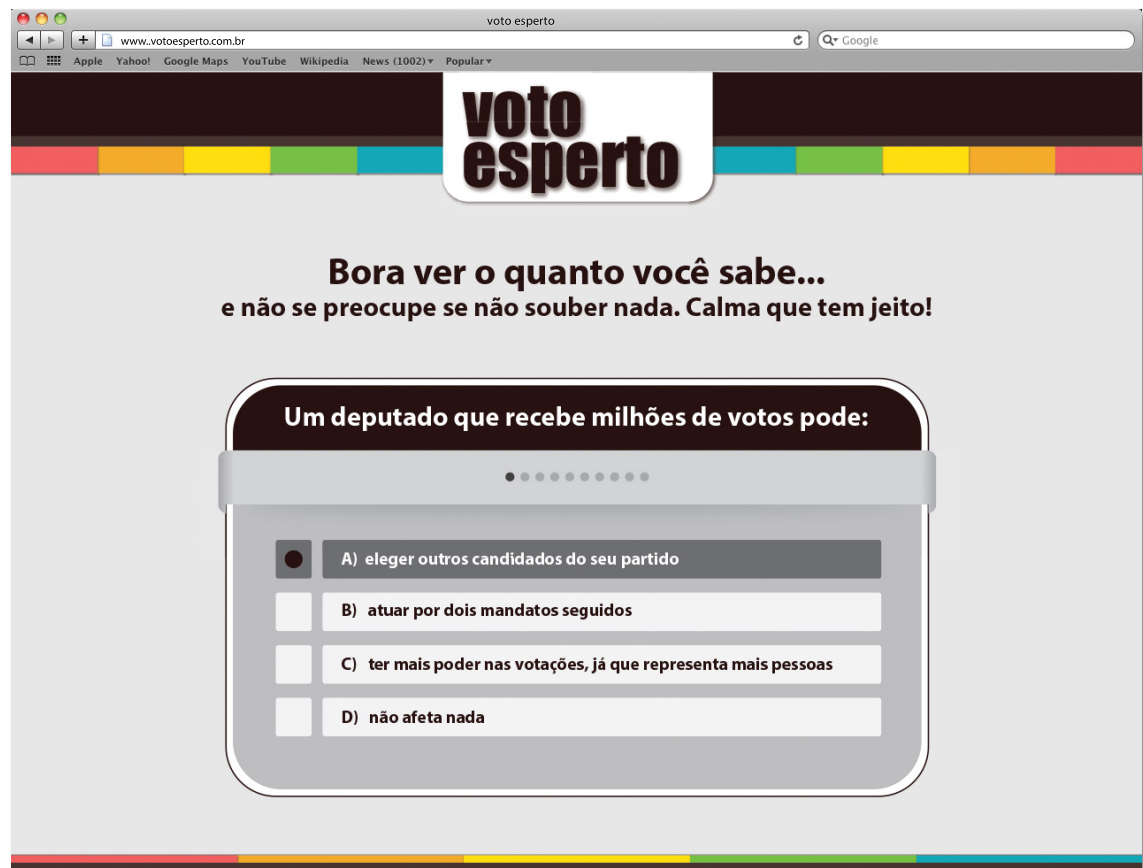 voto esperto
www..votoesperto.com.br
Google
Apple Yahoo! Google Maps YouTube Wikipedia News (1002) Popular
voto
esperto
Bora ver o quanto você sabe...
e não se preocupe se não souber nada. Calma que tem jeito!
Um deputado que recebe milhões de votos pode:
A) eleger outros candidados do seu partido
B) atuar por dois mandatos seguidos
C) ter mais poder nas votações, já que representa mais pessoas
D) não afeta nada